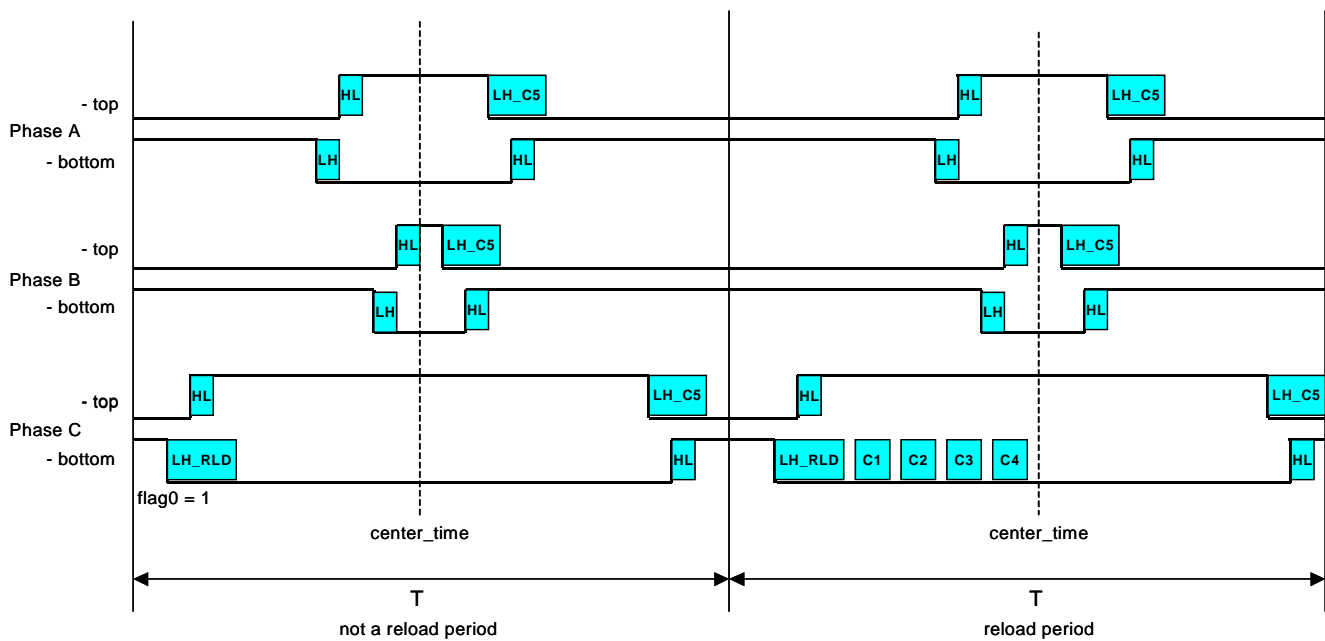 HL LH_C5 HL LH_C5
- top
Phase A
- bottom
LH HL LH HL
HL LH_C5 HL LH_C5
- top
Phase B
- bottom
LH HL LH HL
HL LH_C5 HL LH_C5
- top
Phase C
- bottom
LH_RLD HL LH_RLD C1 C2 C3 C4 HL
flag0 = 1
center_time center_time
T T
not a reload period reload period